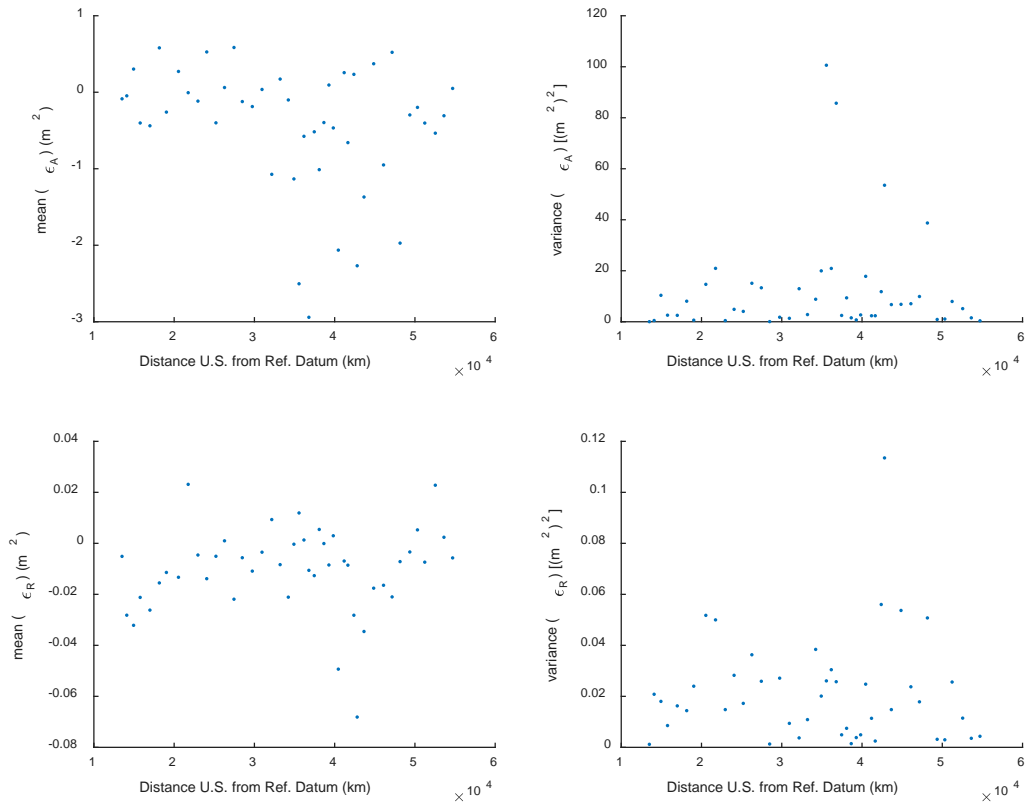 1
0
-1
-2
-3
mean ( ϵ_A ) (m^2)
1 2 3 4 5 6
Distance U.S. from Ref. Datum (km)
× 10^4
120
100
80
60
40
20
0
variance ( ϵ_A ) [(m^2)^2]
1 2 3 4 5 6
Distance U.S. from Ref. Datum (km)
× 10^4
0.04
0.02
0
-0.02
-0.04
-0.06
-0.08
mean ( ϵ_R ) (m^2)
1 2 3 4 5 6
Distance U.S. from Ref. Datum (km)
× 10^4
0.12
0.1
0.08
0.06
0.04
0.02
0
variance ( ϵ_R ) [(m^2)^2]
1 2 3 4 5 6
Distance U.S. from Ref. Datum (km)
× 10^4